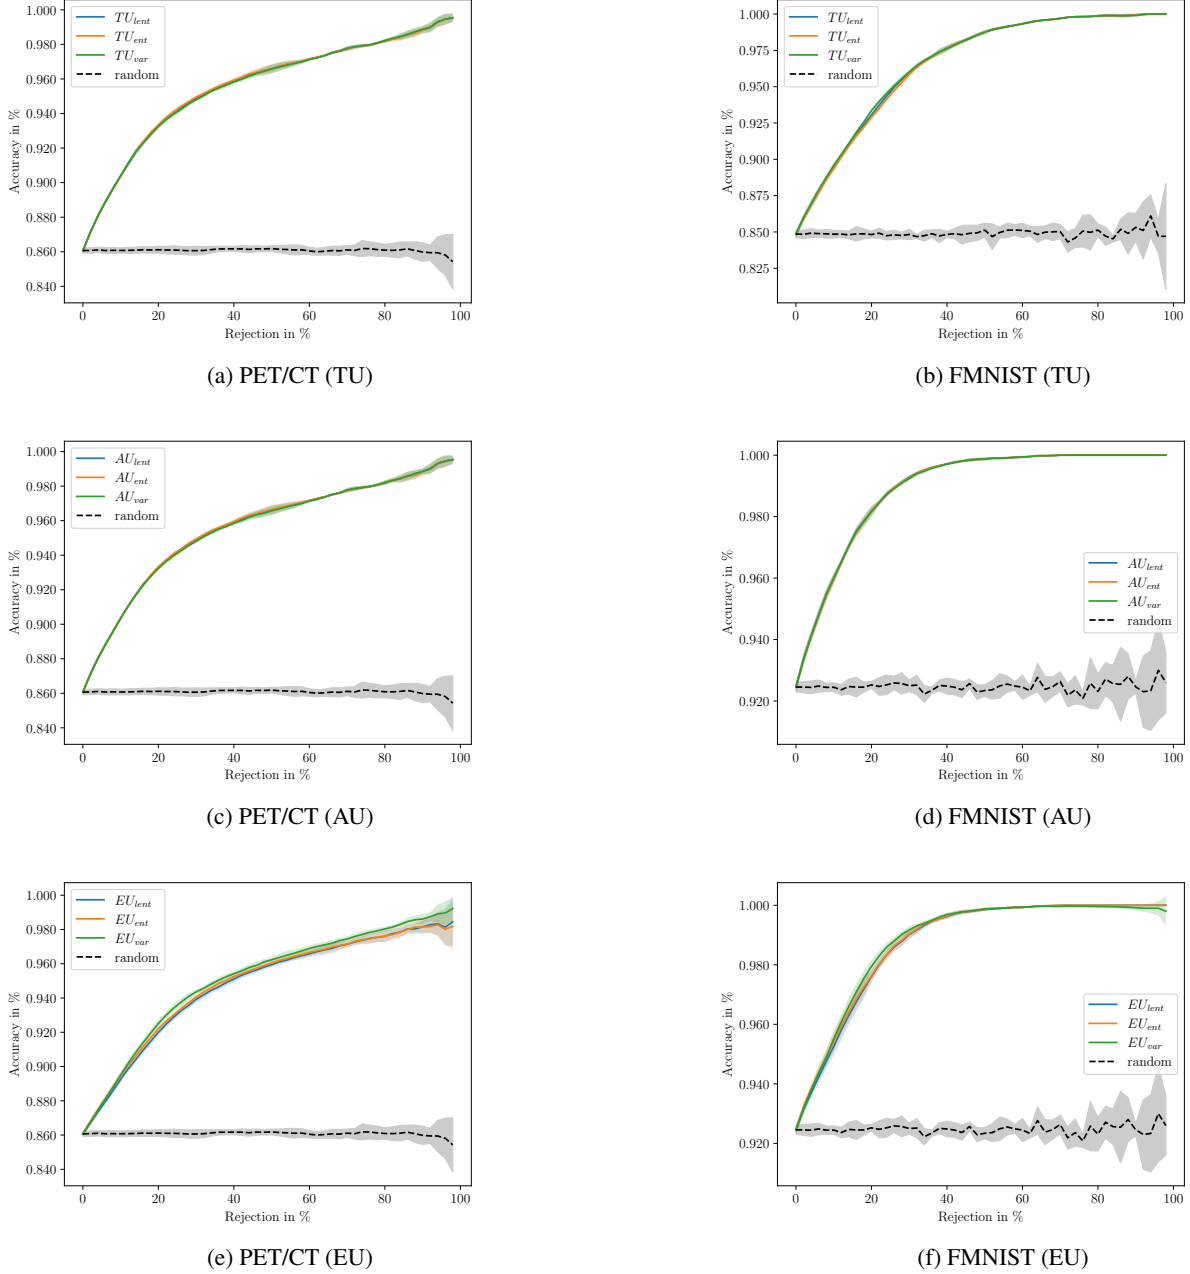 1.000
0.980
0.960
0.940
0.920
0.900
0.880
0.860
0.840
Accuracy in %
TU_lent
TU_ent
TU_var
random
0 20 40 60 80 100
Rejection in %
(a) PET/CT (TU)
1.000
0.975
0.950
0.925
0.900
0.875
0.850
0.825
Accuracy in %
TU_lent
TU_ent
TU_var
random
0 20 40 60 80 100
Rejection in %
(b) FMNIST (TU)
1.000
0.980
0.960
0.940
0.920
0.900
0.880
0.860
0.840
Accuracy in %
AU_lent
AU_ent
AU_var
random
0 20 40 60 80 100
Rejection in %
(c) PET/CT (AU)
1.000
0.980
0.960
0.940
0.920
Accuracy in %
AU_lent
AU_ent
AU_var
random
0 20 40 60 80 100
Rejection in %
(d) FMNIST (AU)
1.000
0.980
0.960
0.940
0.920
0.900
0.880
0.860
0.840
Accuracy in %
EU_lent
EU_ent
EU_var
random
0 20 40 60 80 100
Rejection in %
(e) PET/CT (EU)
1.000
0.980
0.960
0.940
0.920
Accuracy in %
EU_lent
EU_ent
EU_var
random
0 20 40 60 80 100
Rejection in %
(f) FMNIST (EU)